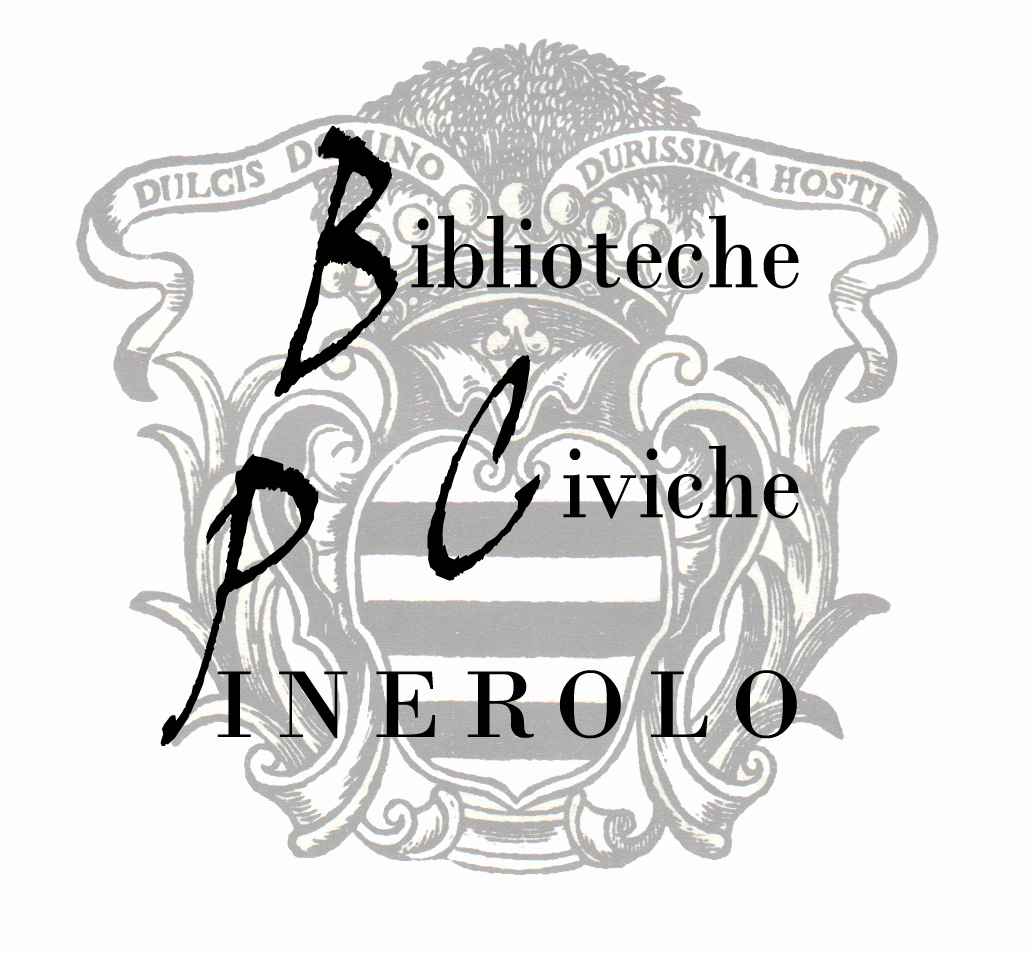 DULCIS DOMINO DURISSIMA HOSTI
Biblioteche
Civiche
PINEROLO